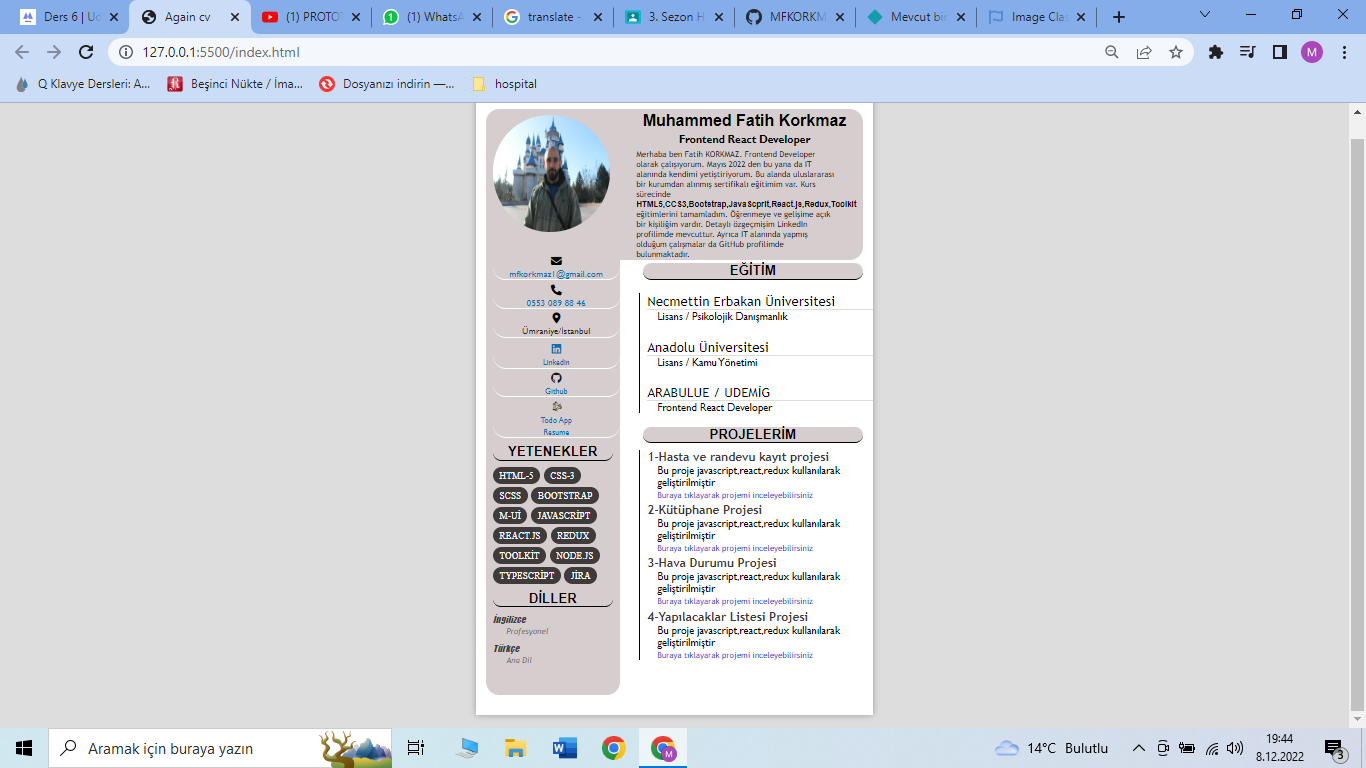 Ders 6 | Uc
Again cv
(1) PROTOT
(1) WhatsA
translate -
3. Sezon H
MFKORKM
Mevcut bir
Image Clas
127.0.0.1:5500/index.html
M
Q Klavye Dersleri: A...
Beşinci Nükte / İma...
Dosyanızı indirin —...
hospital
Muhammed Fatih Korkmaz
Frontend React Developer
Merhaba ben Fatih KORKMAZ. Frontend Developer
olarak çalışıyorum. Mayıs 2022 den bu yana da IT
alanında kendimi yetiştiriyorum. Bu alanda uluslararası
bir kurumdan alınmış sertifikalı eğitimim var. Kurs
sürecinde
HTML5,CCS3,Bootstrap,JavaScprit,React.js,Redux,Toolkit
eğitimlerini tamamladım. Öğrenmeye ve gelişime açık
bir kişiliğim vardır. Detaylı özgeçmişim LinkedIn
profilimde mevcuttur. Ayrıca IT alanında yapmış
olduğum çalışmalar da GitHub profilimde
bulunmaktadır.
mfkorkmaz1@gmail.com
0553 089 88 46
Ümraniye/İstanbul
Linkedin
Github
Todo App
Resume
YETENEKLER
HTML-5 CSS-3
SCSS BOOTSTRAP
M-Uİ JAVASCRİPT
REACT.JS REDUX
TOOLKİT NODE.JS
TYPESCRİPT JİRA
DİLLER
İngilizce
Profesyonel
Türkçe
Ana Dil
EĞİTİM
Necmettin Erbakan Üniversitesi
Lisans / Psikolojik Danışmanlık
Anadolu Üniversitesi
Lisans / Kamu Yönetimi
ARABULUE / UDEMİG
Frontend React Developer
PROJELERİM
1-Hasta ve randevu kayıt projesi
Bu proje javascript,react,redux kullanılarak
geliştirilmiştir
Buraya tıklayarak projemi inceleyebilirsiniz
2-Kütüphane Projesi
Bu proje javascript,react,redux kullanılarak
geliştirilmiştir
Buraya tıklayarak projemi inceleyebilirsiniz
3-Hava Durumu Projesi
Bu proje javascript,react,redux kullanılarak
geliştirilmiştir
Buraya tıklayarak projemi inceleyebilirsiniz
4-Yapılacaklar Listesi Projesi
Bu proje javascript,react,redux kullanılarak
geliştirilmiştir
Buraya tıklayarak projemi inceleyebilirsiniz
Aramak için buraya yazın
W
M
14°C Bulutlu
19:44
8.12.2022
3